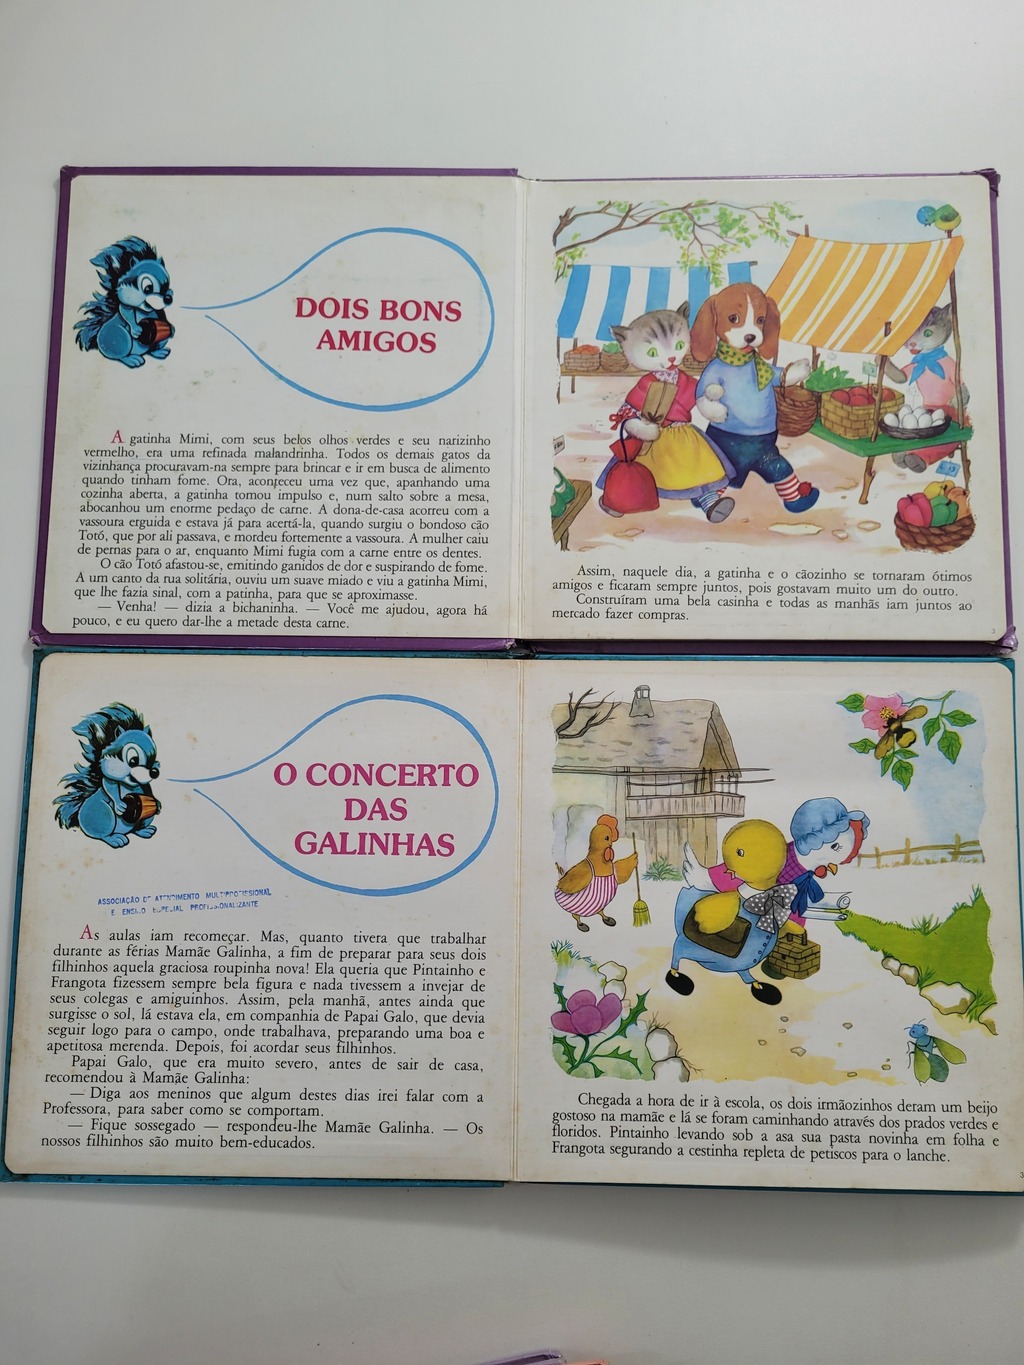 DOIS BONS
AMIGOS
A gatinha Mimi, com seus belos olhos verdes e seu narizinho
vermelho, era uma refinada malandrinha. Todos os demais gatos da
vizinhança procuravam-na sempre para brincar e ir em busca de alimento
quando tinham fome. Ora, aconteceu uma vez que, apanhando uma
cozinha aberta, a gatinha tomou impulso e, num salto sobre a mesa,
abocanhou um enorme pedaço de carne. A dona-de-casa acorreu com a
vassoura erguida e estava já para acertá-la, quando surgiu o bondoso cão
Totó, que por ali passava, e mordeu fortemente a vassoura. A mulher caiu
de pernas para o ar, enquanto Mimi fugia com a carne entre os dentes.
O cão Totó afastou-se, emitindo ganidos de dor e suspirando de fome.
A um canto da rua solitária, ouviu um suave miado e viu a gatinha Mimi,
que lhe fazia sinal, com a patinha, para que se aproximasse.
— Venha! — dizia a bichaninha. — Você me ajudou, agora há
pouco, e eu quero dar-lhe a metade desta carne.
Assim, naquele dia, a gatinha e o cãozinho se tornaram ótimos
amigos e ficaram sempre juntos, pois gostavam muito um do outro.
Construíram uma bela casinha e todas as manhãs iam juntos ao
mercado fazer compras.
3
O CONCERTO
DAS
GALINHAS
ASSOCIAÇÃO DE ATENDIMENTO MULTIPROFISSIONAL
E ENSINO ESPECIAL PROFISSIONALIZANTE
As aulas iam recomeçar. Mas, quanto tivera que trabalhar
durante as férias Mamãe Galinha, a fim de preparar para seus dois
filhinhos aquela graciosa roupinha nova! Ela queria que Pintainho e
Frangota fizessem sempre bela figura e nada tivessem a invejar de
seus colegas e amiguinhos. Assim, pela manhã, antes ainda que
surgisse o sol, lá estava ela, em companhia de Papai Galo, que devia
seguir logo para o campo, onde trabalhava, preparando uma boa e
apetitosa merenda. Depois, foi acordar seus filhinhos.
Papai Galo, que era muito severo, antes de sair de casa,
recomendou à Mamãe Galinha:
— Diga aos meninos que algum destes dias irei falar com a
Professora, para saber como se comportam.
— Fique sossegado — respondeu-lhe Mamãe Galinha. — Os
nossos filhinhos são muito bem-educados.
Chegada a hora de ir à escola, os dois irmãozinhos deram um beijo
gostoso na mamãe e lá se foram caminhando através dos prados verdes e
floridos. Pintainho levando sob a asa sua pasta novinha em folha e
Frangota segurando a cestinha repleta de petiscos para o lanche.
3